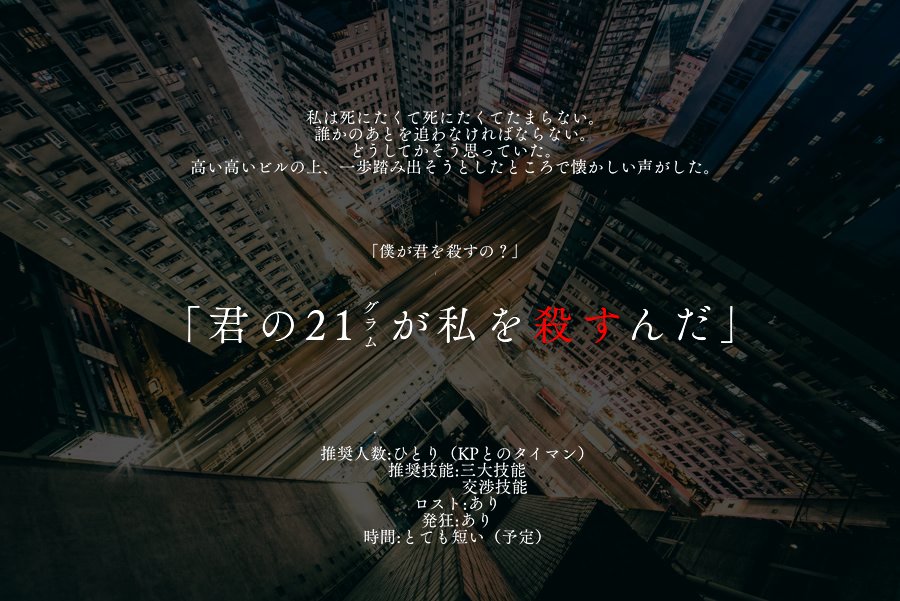 私は死にたくて死にたくてたまらない。
誰かのあとを追わなければならない。
どうしてかそう思っていた。
高い高いビルの上、一歩踏み出そうとしたところで懐かしい声がした。
「僕が君を殺すの？」
「君の21グラムが私を殺すんだ」
推奨人数:ひとり（KPとのタイマン）
推奨技能:三大技能
交渉技能
ロスト:あり
発狂:あり
時間:とても短い（予定）